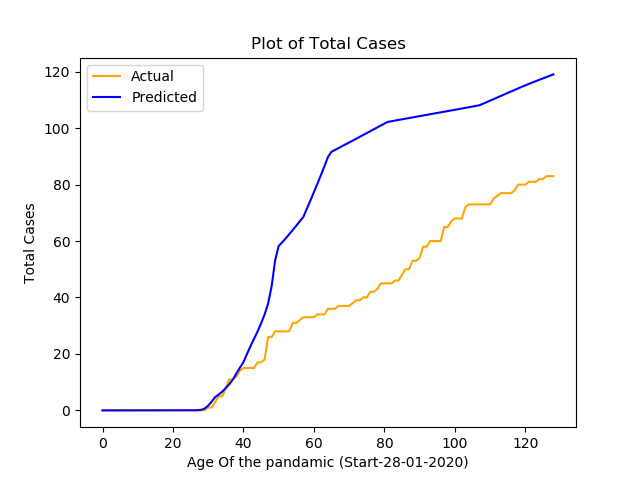 Plot of Total Cases
Actual
Predicted
120
100
80
60
40
20
0
Total Cases
0 20 40 60 80 100 120
Age Of the pandamic (Start-28-01-2020)